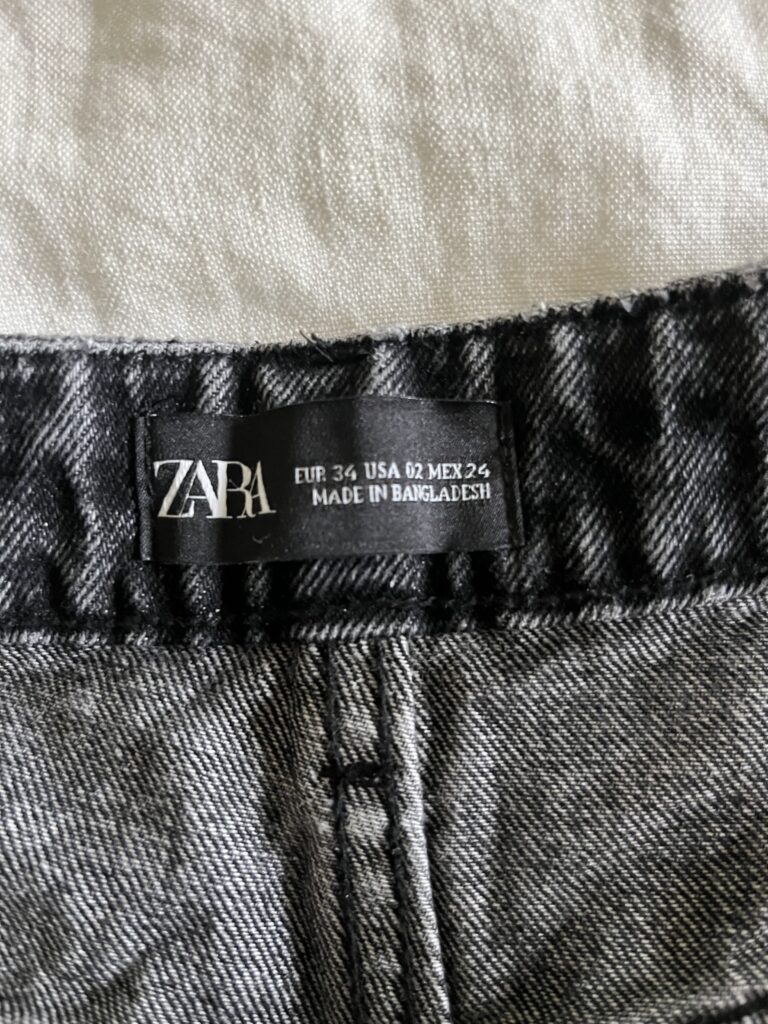 ZARA
EUR 34 USA 02 MEX 24
MADE IN BANGLADESH